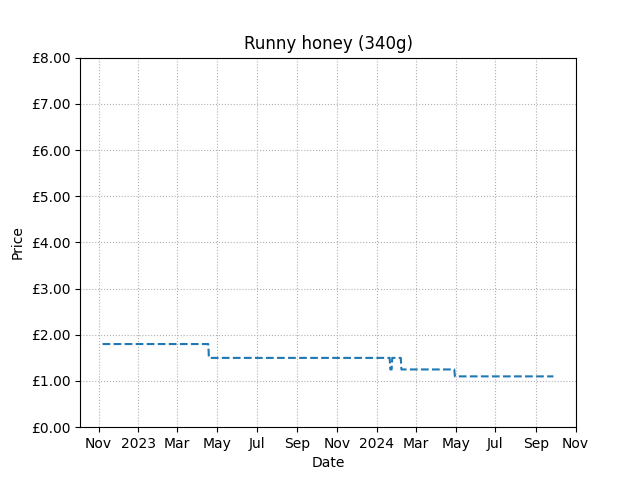 Runny honey (340g)
£8.00
£7.00
£6.00
£5.00
£4.00
£3.00
£2.00
£1.00
£0.00
Price
Nov 2023 Mar May Jul Sep Nov 2024 Mar May Jul Sep Nov
Date